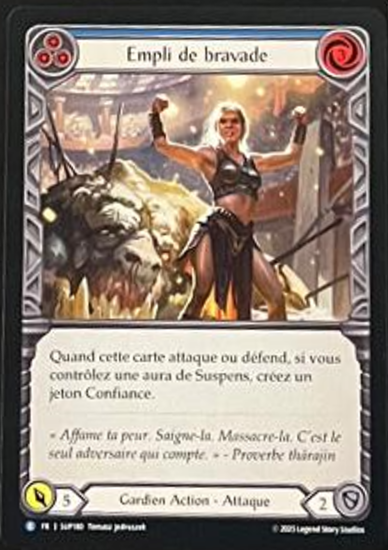 Empli de bravade
3
Quand cette carte attaque ou défend, si vous
contrôlez une aura de Suspens, créez un
jeton Confiance.
« Affame ta peur. Saigne-la. Massacre-la. C'est le
seul adversaire qui compte. » - Proverbe thárajin
5
Gardien Action - Attaque
2
FR | SUP180 Tomasz Jedruszek
© 2025 Legend Story Studios